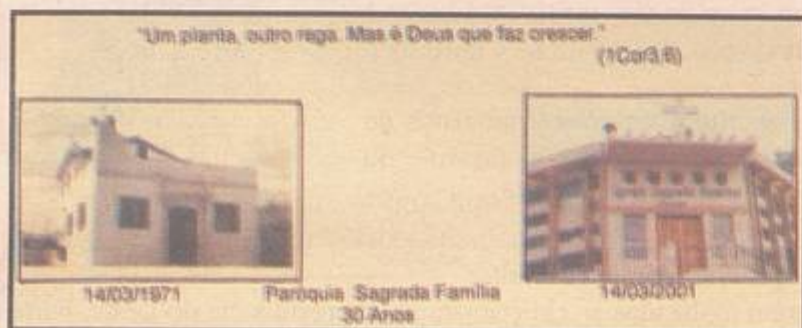 "Um planta, outro rega. Mas é Deus que faz crescer."
(1Cor3,6)
14/03/1971 Paróquia Sagrada Família 14/03/2001
30 Anos